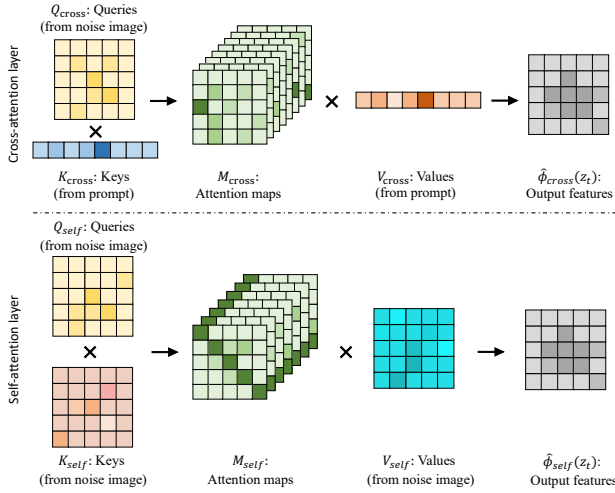 Q_cross: Queries
(from noise image)
Cross-attention layer
×
×
K_cross: Keys
(from prompt)
M_cross:
Attention maps
V_cross: Values
(from prompt)
ϕ̂_cross(z_t):
Output features
Q_self: Queries
(from noise image)
Self-attention layer
×
×
K_self: Keys
(from noise image)
M_self:
Attention maps
V_self: Values
(from noise image)
ϕ̂_self(z_t):
Output features